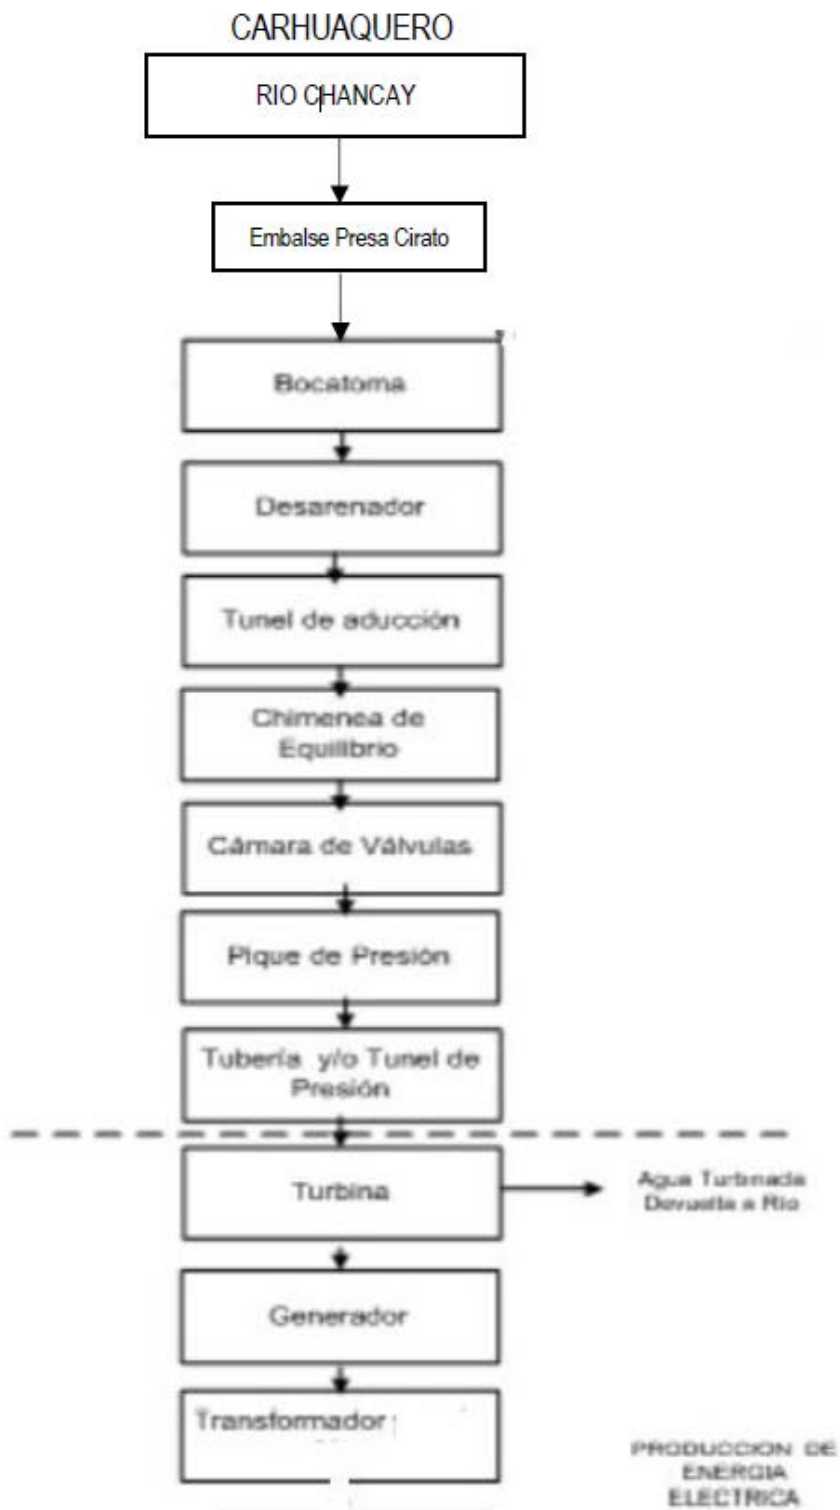 CARHUAQUERO
RIO CHANCAY
Embalse Presa Cirato
Bocatoma
Desarenador
Tunel de aducción
Chimenea de
Equilibrio
Cámara de Válvulas
Pique de Presión
Tubería y/o Tunel de
Presión
Turbina
Agua Turbinada
Devuelta a Río
Generador
Transformador
PRODUCCION DE
ENERGIA
ELECTRICA